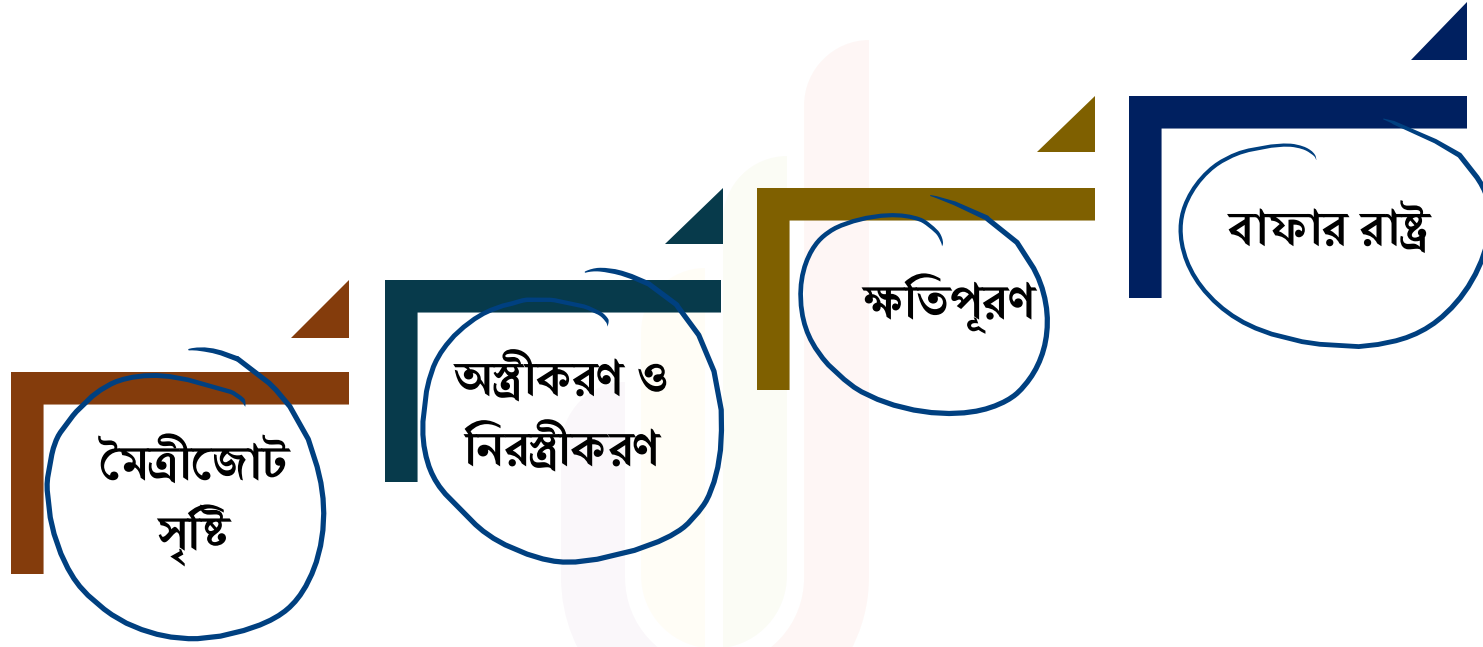 মৈত্রীজোট
সৃষ্টি
অস্ত্রীকরণ ও
নিরস্ত্রীকরণ
ক্ষতিপূরণ
বাফার রাষ্ট্র